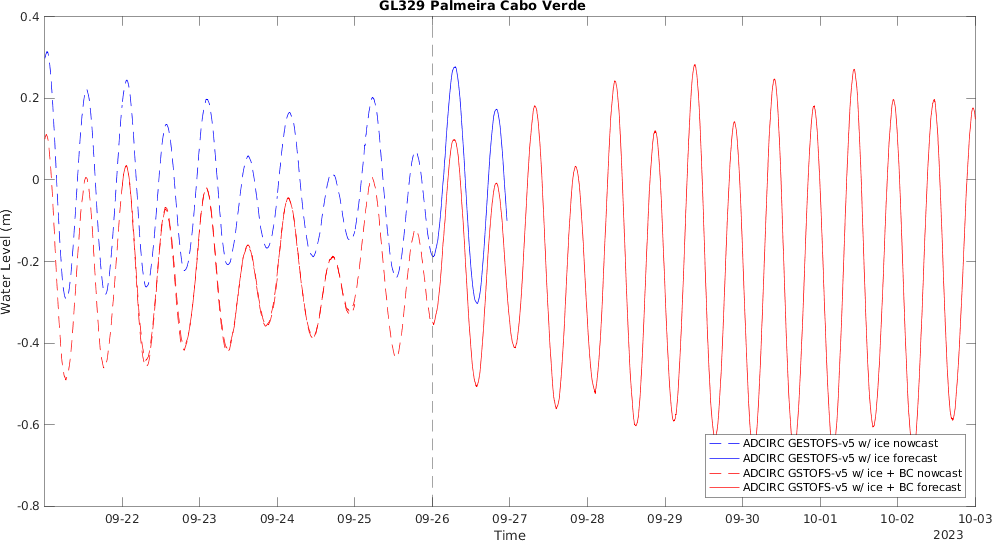 GL329 Palmeira Cabo Verde
0.4
0.2
0
-0.2
-0.4
-0.6
-0.8
Water Level (m)
ADCIRC GESTOFS-v5 w/ ice nowcast
ADCIRC GESTOFS-v5 w/ ice forecast
ADCIRC GSTOFS-v5 w/ ice + BC nowcast
ADCIRC GSTOFS-v5 w/ ice + BC forecast
09-22 09-23 09-24 09-25 09-26 09-27 09-28 09-29 09-30 10-01 10-02 10-03
Time
2023